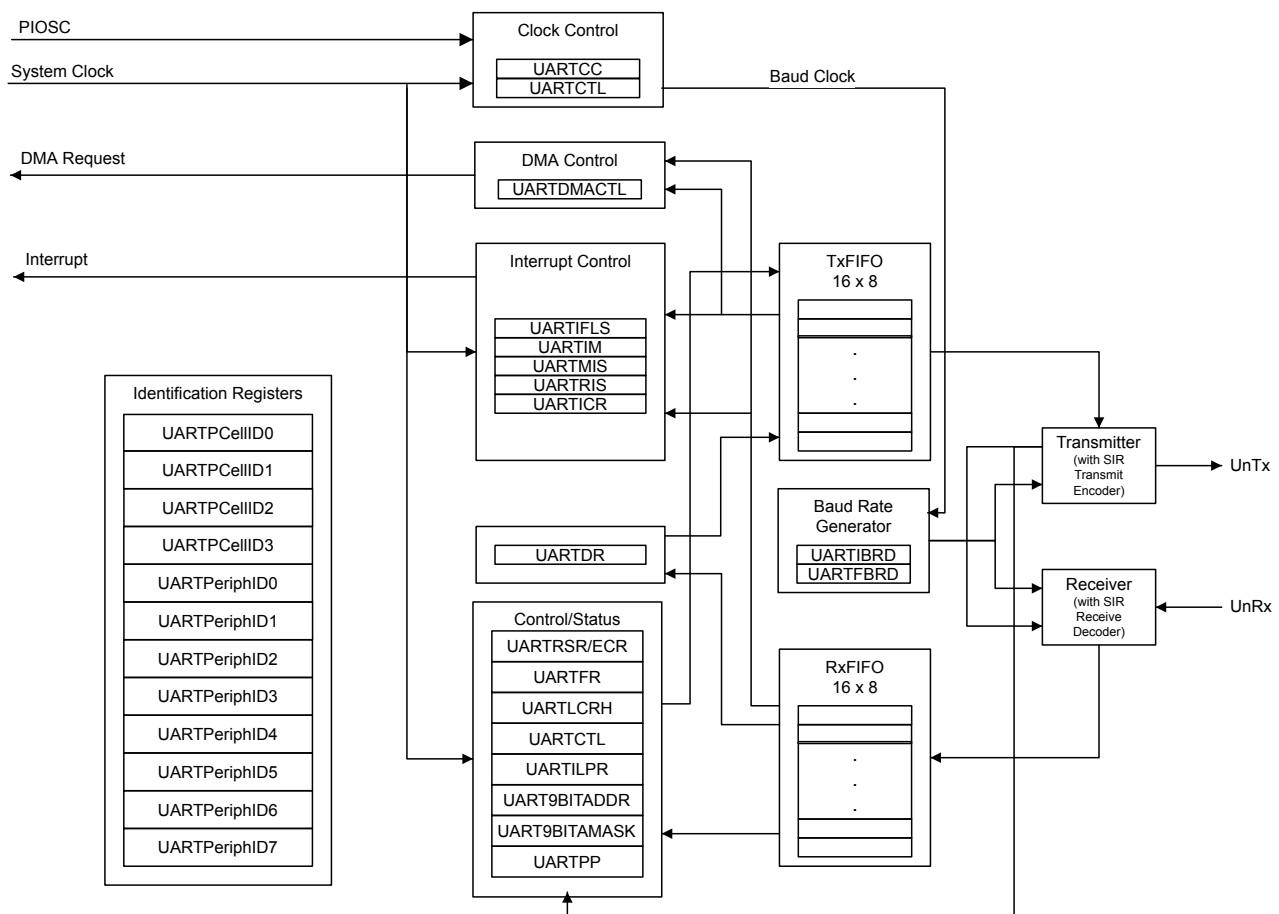 PIOSC
System Clock
Clock Control
UARTCC
UARTCTL
Baud Clock
DMA Request
DMA Control
UARTDMACTL
Interrupt
Interrupt Control
UARTIFLS
UARTIM
UARTMIS
UARTRIS
UARTICR
TxFIFO
16 x 8
.
.
.
Identification Registers
UARTPCellID0
UARTPCellID1
UARTPCellID2
UARTPCellID3
UARTPeriphID0
UARTPeriphID1
UARTPeriphID2
UARTPeriphID3
UARTPeriphID4
UARTPeriphID5
UARTPeriphID6
UARTPeriphID7
Transmitter
(with SIR
Transmit
Encoder)
UnTx
Baud Rate
Generator
UARTIBRD
UARTFBRD
UARTDR
Receiver
(with SIR
Receive
Decoder)
UnRx
Control/Status
UARTRSR/ECR
UARTFR
UARTLCRH
UARTCTL
UARTILPR
UART9BITADDR
UART9BITAMASK
UARTPP
RxFIFO
16 x 8
.
.
.